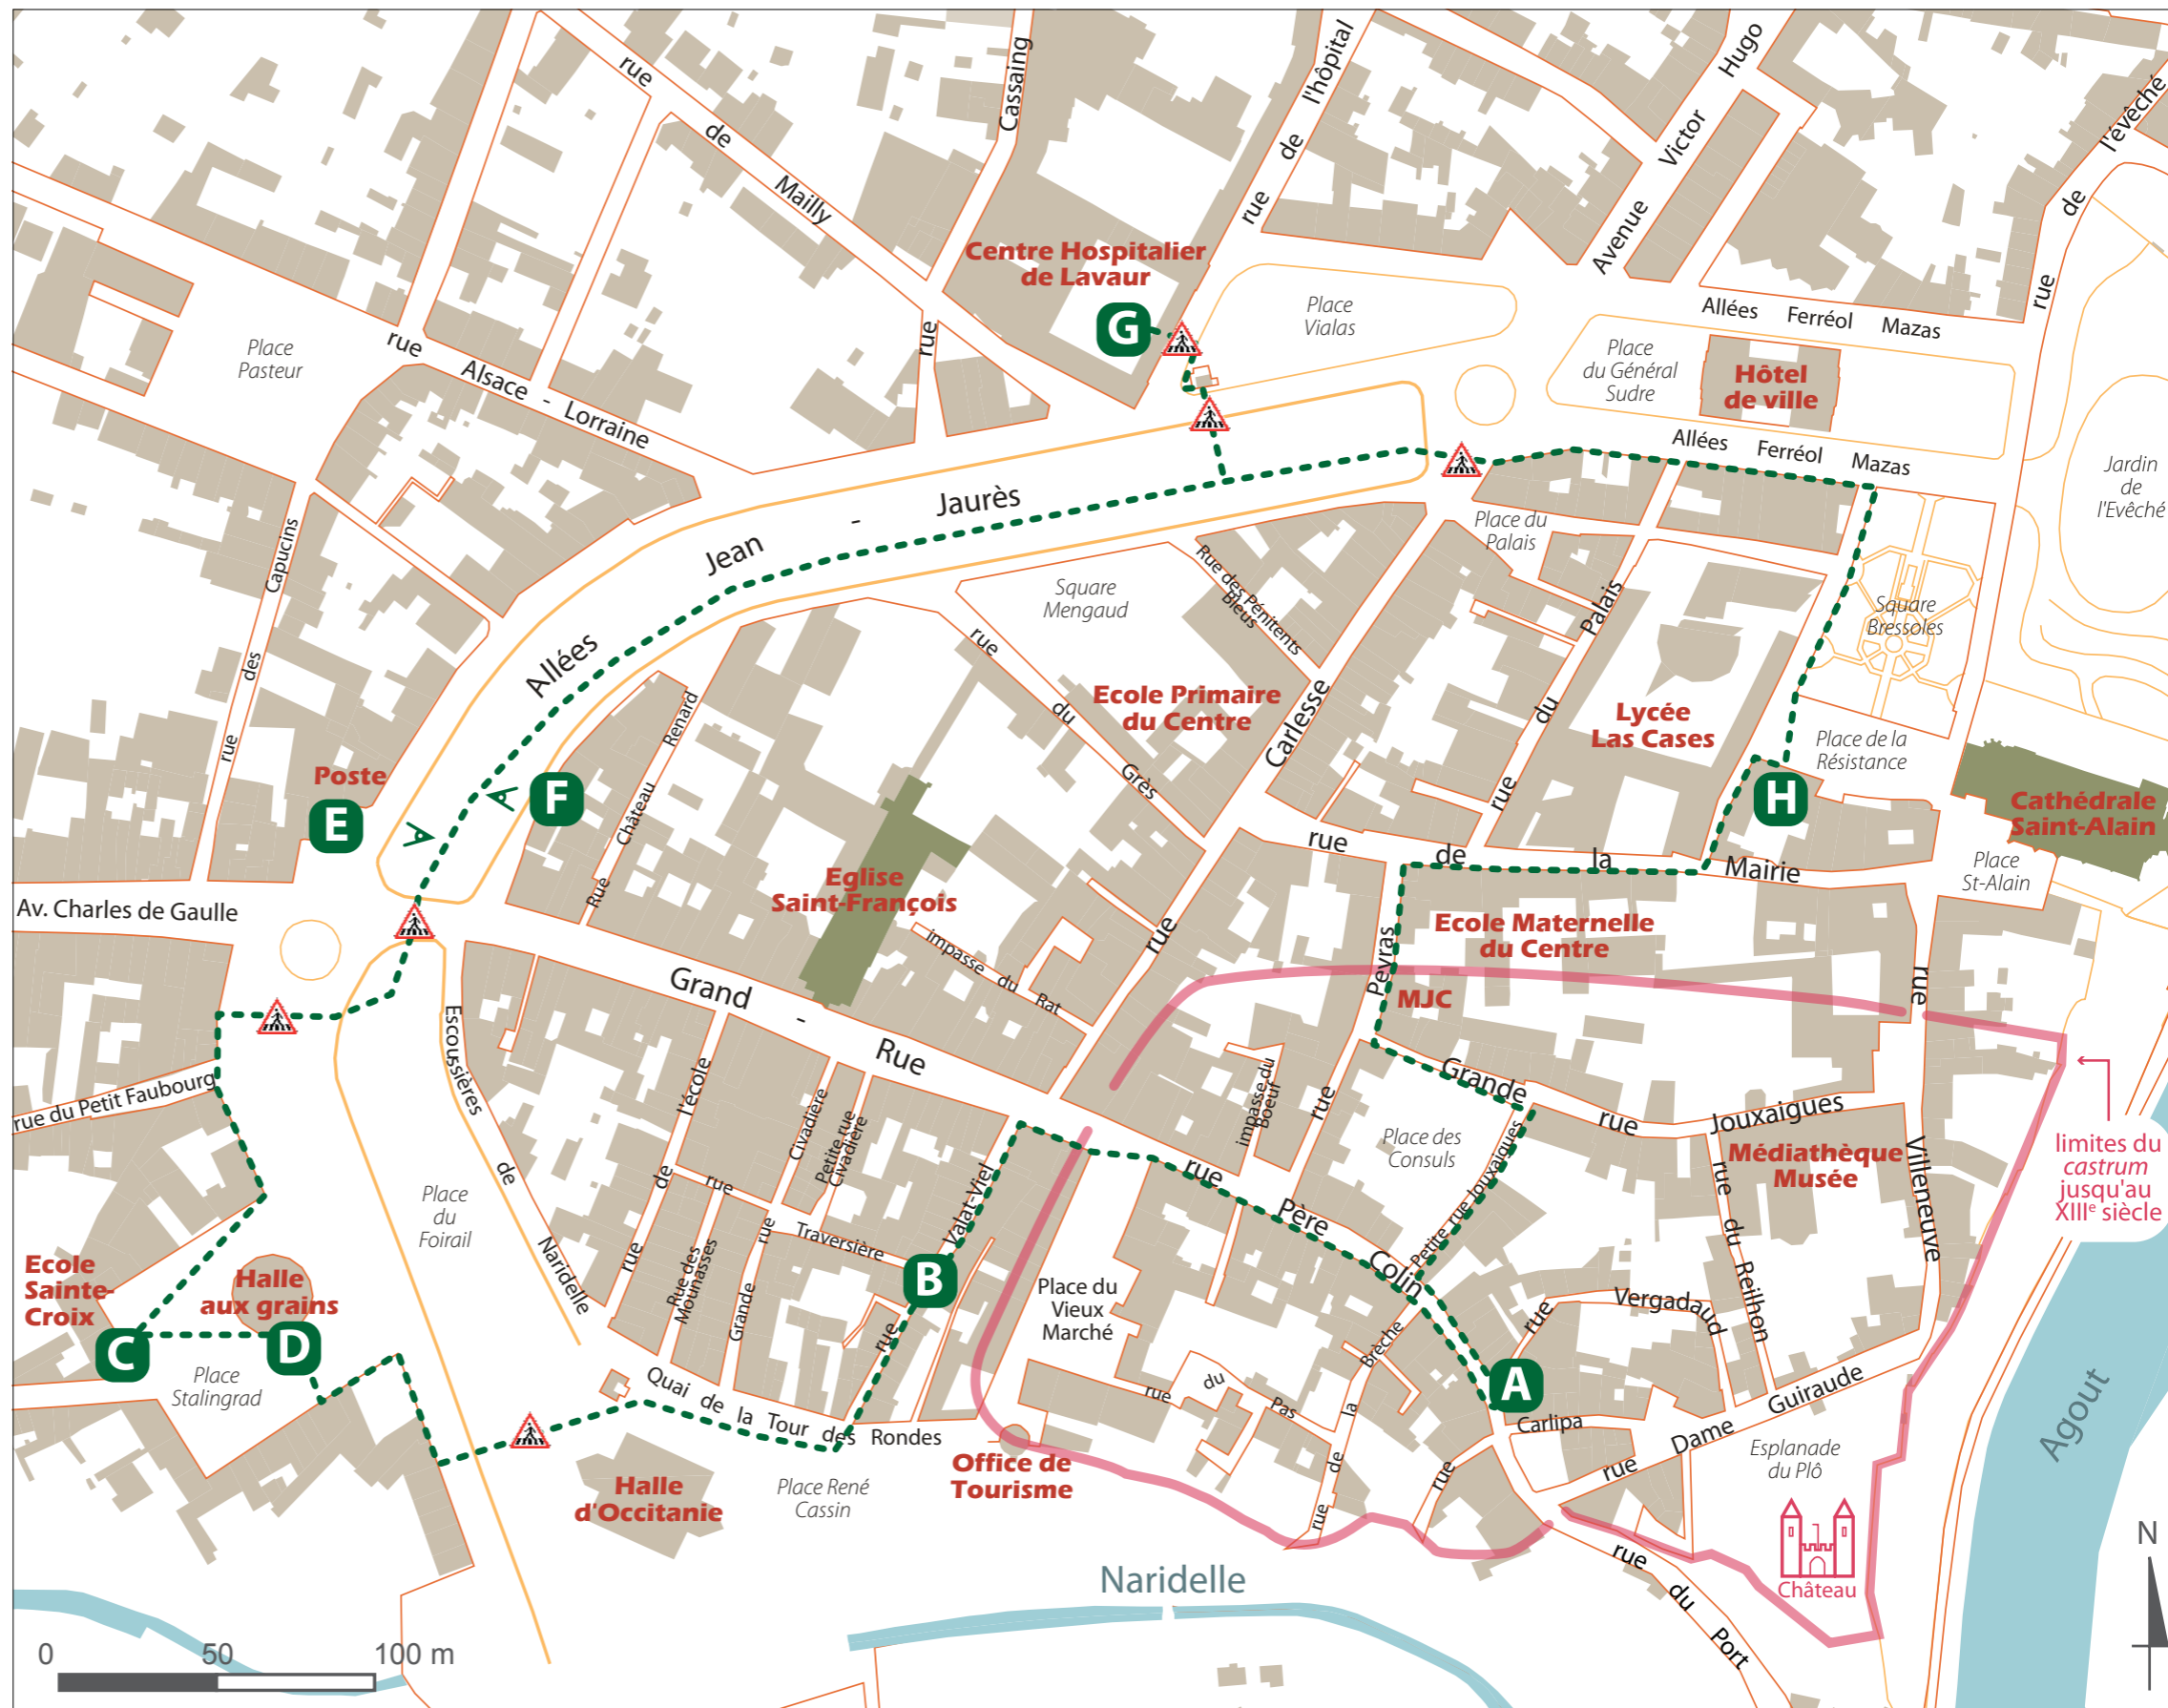 rue
de
Mailly
Cassaing
rue
rue
de
l'hôpital
Avenue
Victor
Hugo
rue
de
l'évêché
Centre Hospitalier
de Lavaur
G
Place
Vialas
Allées Ferréol Mazas
Place
du Général
Sudre
Hôtel
de ville
Allées Ferréol Mazas
Jardin
de
l'Evêché
Place
Pasteur
rue
Alsace - Lorraine
rue
des
Capucins
Allées
Jean
-
Jaurès
Square
Mengaud
Rue des Pénitents
Bleus
Place du
Palais
rue
du
Palais
Square
Bressoles
Ecole Primaire
du Centre
rue
du
Grès
rue
Carlesse
Lycée
Las Cases
Place de la
Résistance
H
Cathédrale
Saint-Alain
Place
St-Alain
Poste
E
F
Rue
Château
Renard
Eglise
Saint-François
impasse du Rat
rue
de
la
Mairie
Av. Charles de Gaulle
Ecole Maternelle
du Centre
MJC
rue
Peyras
Grand
-
Rue
Escoussières
de
Naridelle
rue
de
l'école
Civadière
Petite rue
Civadière
impasse du
Boeuf
Grande
rue
Jouxaigues
Place des
Consuls
Petite rue Jouxaigues
Médiathèque
Musée
rue
Villeneuve
limites du
castrum
jusqu'au
XIIIe siècle
rue du Petit Faubourg
Place
du
Foirail
rue
Traversière
Rue des
Mounasses
Grande
rue
rue
Valat-Viel
B
rue
Père
Colin
Place du
Vieux
Marché
rue
du
Reilhon
rue
Vergadaud
A
Ecole
Sainte-
Croix
C
Halle
aux grains
D
Place
Stalingrad
Quai de la Tour des Rondes
Halle
d'Occitanie
Place René
Cassin
Office de
Tourisme
rue
du
Pas
rue
de
la
Brèche
rue
Carlipa
rue
Dame
Guiraude
Esplanade
du Plô
Château
Agout
rue
du
Port
Naridelle
N
0 50 100 m